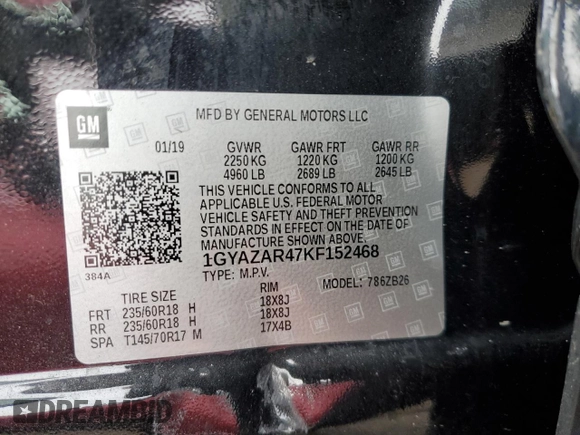 GM
MFD BY GENERAL MOTORS LLC
01/19 GVWR GAWR FRT GAWR RR
2250 KG 1220 KG 1200 KG
4960 LB 2689 LB 2645 LB
THIS VEHICLE CONFORMS TO ALL
APPLICABLE U.S. FEDERAL MOTOR
VEHICLE SAFETY AND THEFT PREVENTION
STANDARDS IN EFFECT ON THE DATE OF
MANUFACTURE SHOWN ABOVE.
1GYAZAR47KF152468
384A
TYPE: M.P.V. MODEL: 786ZB26
TIRE SIZE RIM
FRT 235/60R18 H 18X8J
RR 235/60R18 H 18X8J
SPA T145/70R17 M 17X4B
DREAMBID